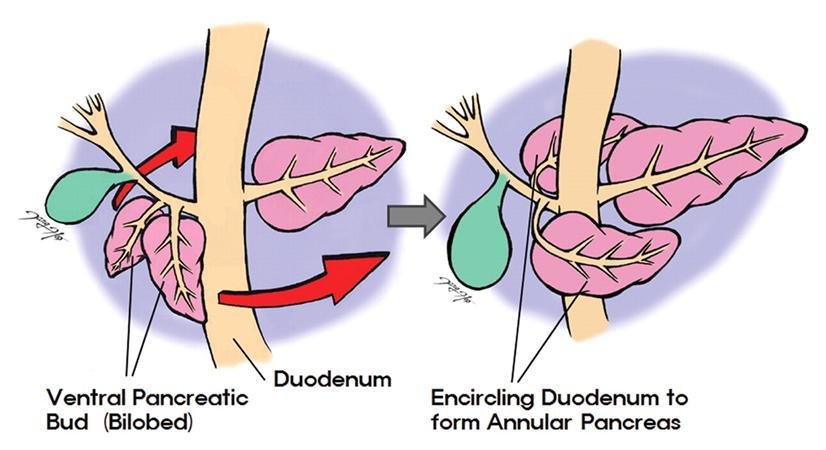 Ventral Pancreatic
Bud (Bilobed)
Duodenum
Encircling Duodenum to
form Annular Pancreas